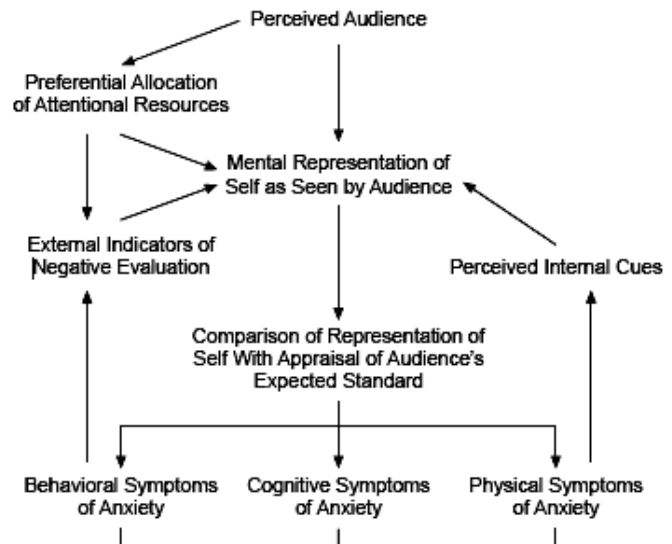 Perceived Audience
Preferential Allocation
of Attentional Resources
Mental Representation of
Self as Seen by Audience
External Indicators of
Negative Evaluation
Perceived Internal Cues
Comparison of Representation of
Self With Appraisal of Audience's
Expected Standard
Behavioral Symptoms
of Anxiety
Cognitive Symptoms
of Anxiety
Physical Symptoms
of Anxiety